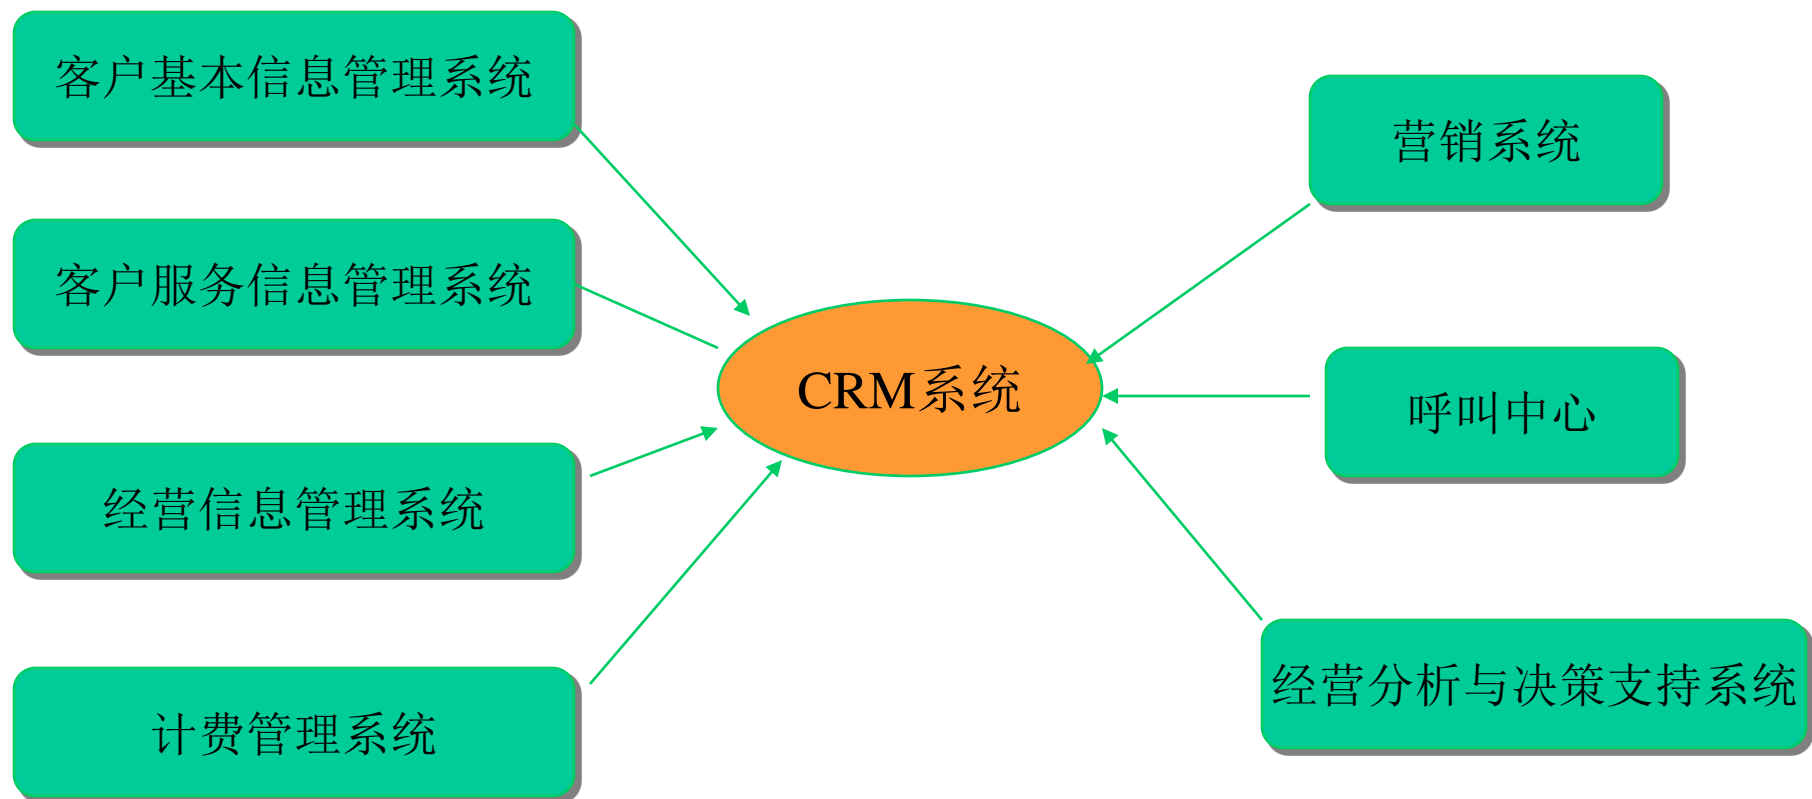 客户基本信息管理系统
客户服务信息管理系统
经营信息管理系统
计费管理系统
CRM系统
营销系统
呼叫中心
经营分析与决策支持系统